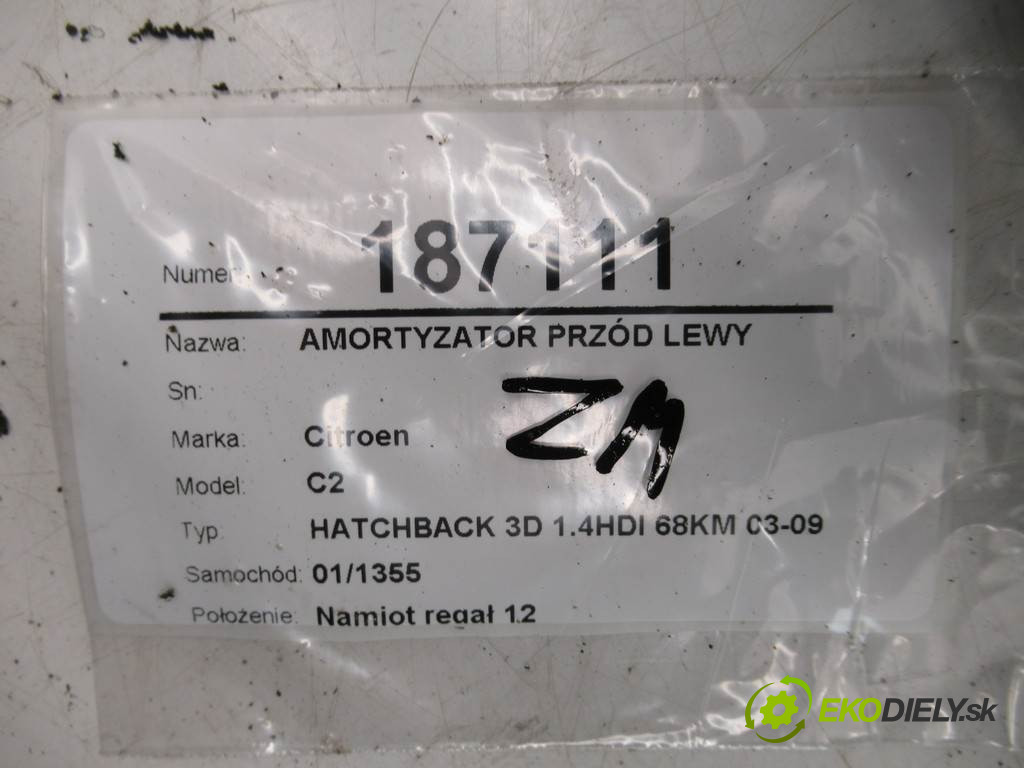 Numer: 187111
Nazwa: AMORTYZATOR PRZÓD LEWY
Sn:
ZM
Marka: Citroen
Model: C2
Typ: HATCHBACK 3D 1.4HDI 68KM 03-09
Samochód: 01/1355
Położenie: Namiot regał 12
EKODIELY.sk